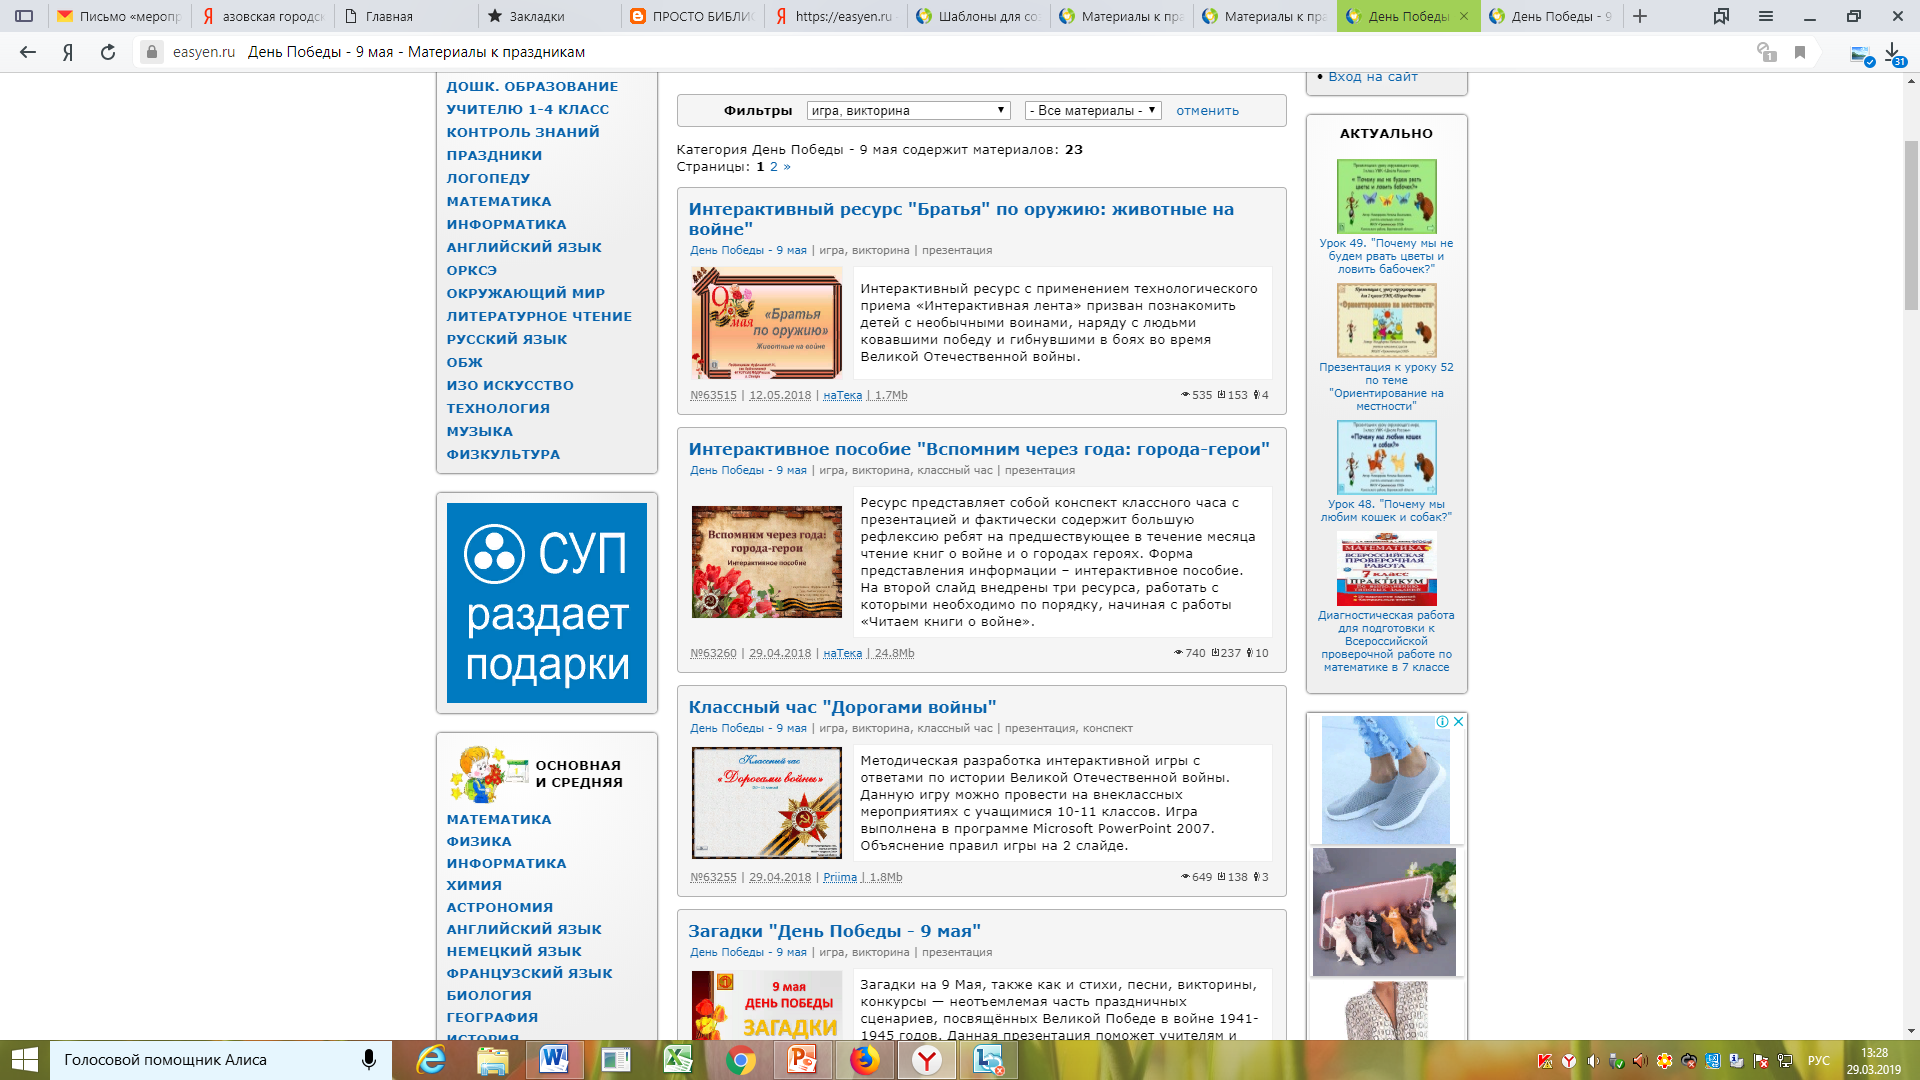 Письмо «меропр
азовская городск
Главная
Закладки
ПРОСТО БИБЛИО
https://easyen.ru
Шаблоны для со
Материалы к пра
Материалы к пра
День Победы
День Победы - 9
easyen.ru День Победы - 9 мая - Материалы к праздникам
1
31
ДОШК. ОБРАЗОВАНИЕ
УЧИТЕЛЮ 1-4 КЛАСС
КОНТРОЛЬ ЗНАНИЙ
ПРАЗДНИКИ
ЛОГОПЕДУ
МАТЕМАТИКА
ИНФОРМАТИКА
АНГЛИЙСКИЙ ЯЗЫК
ОРКСЭ
ОКРУЖАЮЩИЙ МИР
ЛИТЕРАТУРНОЕ ЧТЕНИЕ
РУССКИЙ ЯЗЫК
ОБЖ
ИЗО ИСКУССТВО
ТЕХНОЛОГИЯ
МУЗЫКА
ФИЗКУЛЬТУРА
СУП
раздает
подарки
ОСНОВНАЯ
И СРЕДНЯЯ
МАТЕМАТИКА
ФИЗИКА
ИНФОРМАТИКА
ХИМИЯ
АСТРОНОМИЯ
АНГЛИЙСКИЙ ЯЗЫК
НЕМЕЦКИЙ ЯЗЫК
ФРАНЦУЗСКИЙ ЯЗЫК
БИОЛОГИЯ
ГЕОГРАФИЯ
ИСТОРИЯ
Фильтры игра, викторина - Все материалы - отменить
Категория День Победы - 9 мая содержит материалов: 23
Страницы: 1 2 »
Интерактивный ресурс "Братья" по оружию: животные на
войне"
День Победы - 9 мая | игра, викторина | презентация
мая
«Братья
по оружию»
Животные на войне
Интерактивный ресурс с применением технологического
приема «Интерактивная лента» призван познакомить
детей с необычными воинами, наряду с людьми
ковавшими победу и гибнувшими в боях во время
Великой Отечественной войны.
№63515 | 12.05.2018 | наТека | 1.7Mb
535 153 4
Интерактивное пособие "Вспомним через года: города-герои"
День Победы - 9 мая | игра, викторина, классный час | презентация
Вспомним через года:
города-герои
Интерактивное пособие
Ресурс представляет собой конспект классного часа с
презентацией и фактически содержит большую
рефлексию ребят на предшествующее в течение месяца
чтение книг о войне и о городах героях. Форма
представления информации – интерактивное пособие.
На второй слайд внедрены три ресурса, работать с
которыми необходимо по порядку, начиная с работы
«Читаем книги о войне».
№63260 | 29.04.2018 | наТека | 24.8Mb
740 237 10
Классный час "Дорогами войны"
День Победы - 9 мая | игра, викторина, классный час | презентация, конспект
Классный час
«Дорогами войны»
Методическая разработка интерактивной игры с
ответами по истории Великой Отечественной войны.
Данную игру можно провести на внеклассных
мероприятиях с учащимися 10-11 классов. Игра
выполнена в программе Microsoft PowerPoint 2007.
Объяснение правил игры на 2 слайде.
№63255 | 29.04.2018 | Priima | 1.8Mb
649 138 3
Загадки "День Победы - 9 мая"
День Победы - 9 мая | игра, викторина | презентация
9 мая
ДЕНЬ ПОБЕДЫ
ЗАГАДКИ
Загадки на 9 Мая, также как и стихи, песни, викторины,
конкурсы — неотъемлемая часть праздничных
сценариев, посвящённых Великой Победе в войне 1941-
1945 годов. Данная презентация поможет учителям и
Вход на сайт
АКТУАЛЬНО
Урок 49. "Почему мы не
будем рвать цветы и
ловить бабочек?"
Презентация к уроку 52
по теме
"Ориентирование на
местности"
Урок 48. "Почему мы
любим кошек и собак?"
МАТЕМАТИКА
ВСЕРОССИЙСКАЯ
ПРОВЕРОЧНАЯ
РАБОТА
7 класс
ПРАКТИКУМ
Диагностическая работа
для подготовки к
Всероссийской
проверочной работе по
математике в 7 классе
Голосовой помощник Алиса
РУС
13:28
29.03.2019